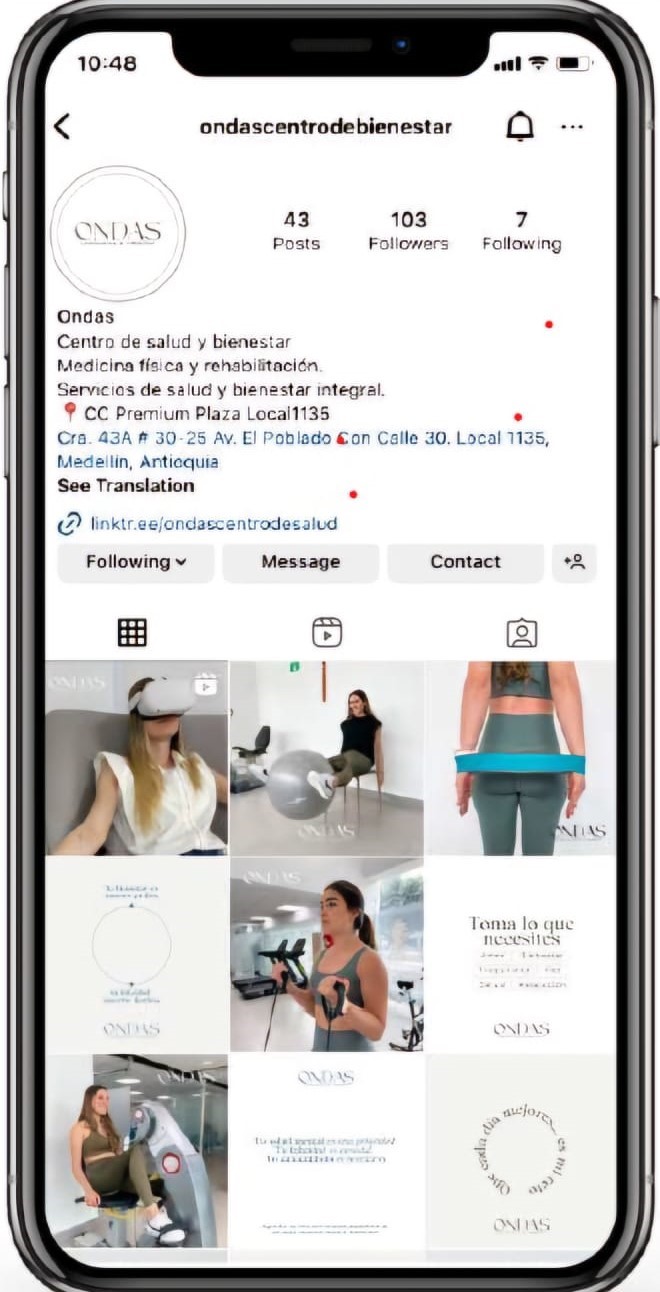 10:48
ondascentrodebienestar
ONDAS
43
103
7
Posts
Followers
Following
Ondas
Centro de salud y bienestar
Medicina física y rehabilitación.
Servicios de salud y bienestar integral.
CC Premium Plaza Local1135
Cra. 43A # 30-25 Av. El Poblado Con Calle 30. Local 1135,
Medellín, Antioquia
See Translation
linktr.ee/ondascentrodesalud
Following
Message
Contact
ONDAS
ONDAS
ONDAS
ONDAS
ONDAS
Toma lo que
necesites
ONDAS
ONDAS
ONDAS
Que cada día mejores es mi reto
ONDAS